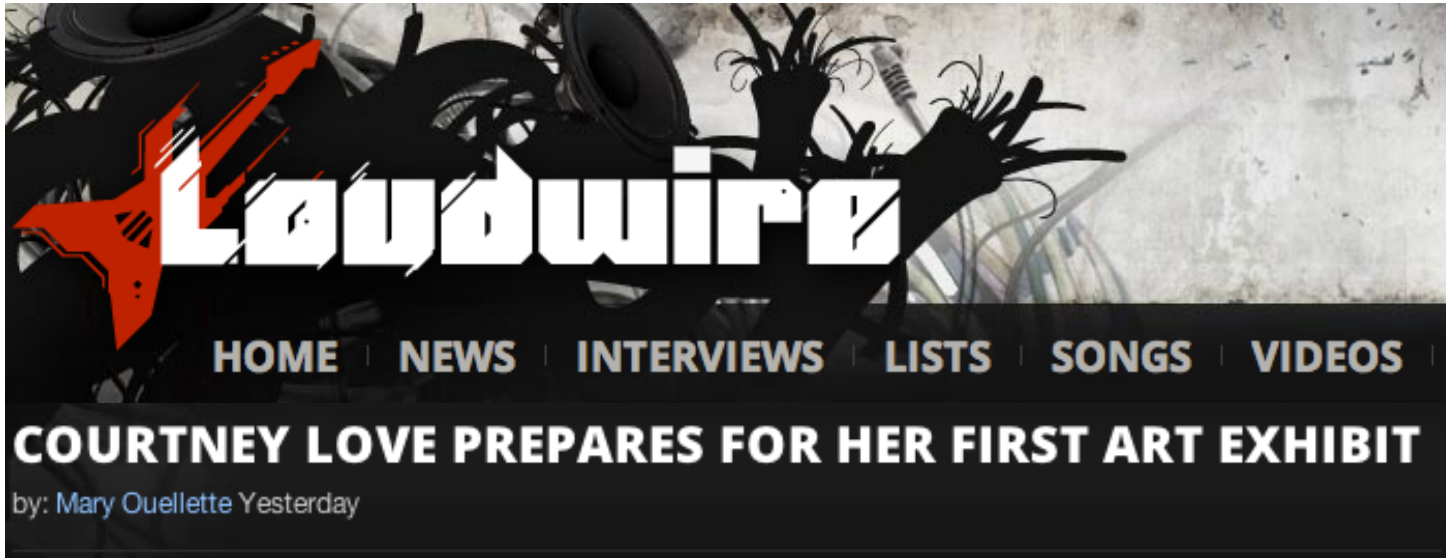 Loudwire
HOME NEWS INTERVIEWS LISTS SONGS VIDEOS
COURTNEY LOVE PREPARES FOR HER FIRST ART EXHIBIT
by: Mary Ouellette Yesterday